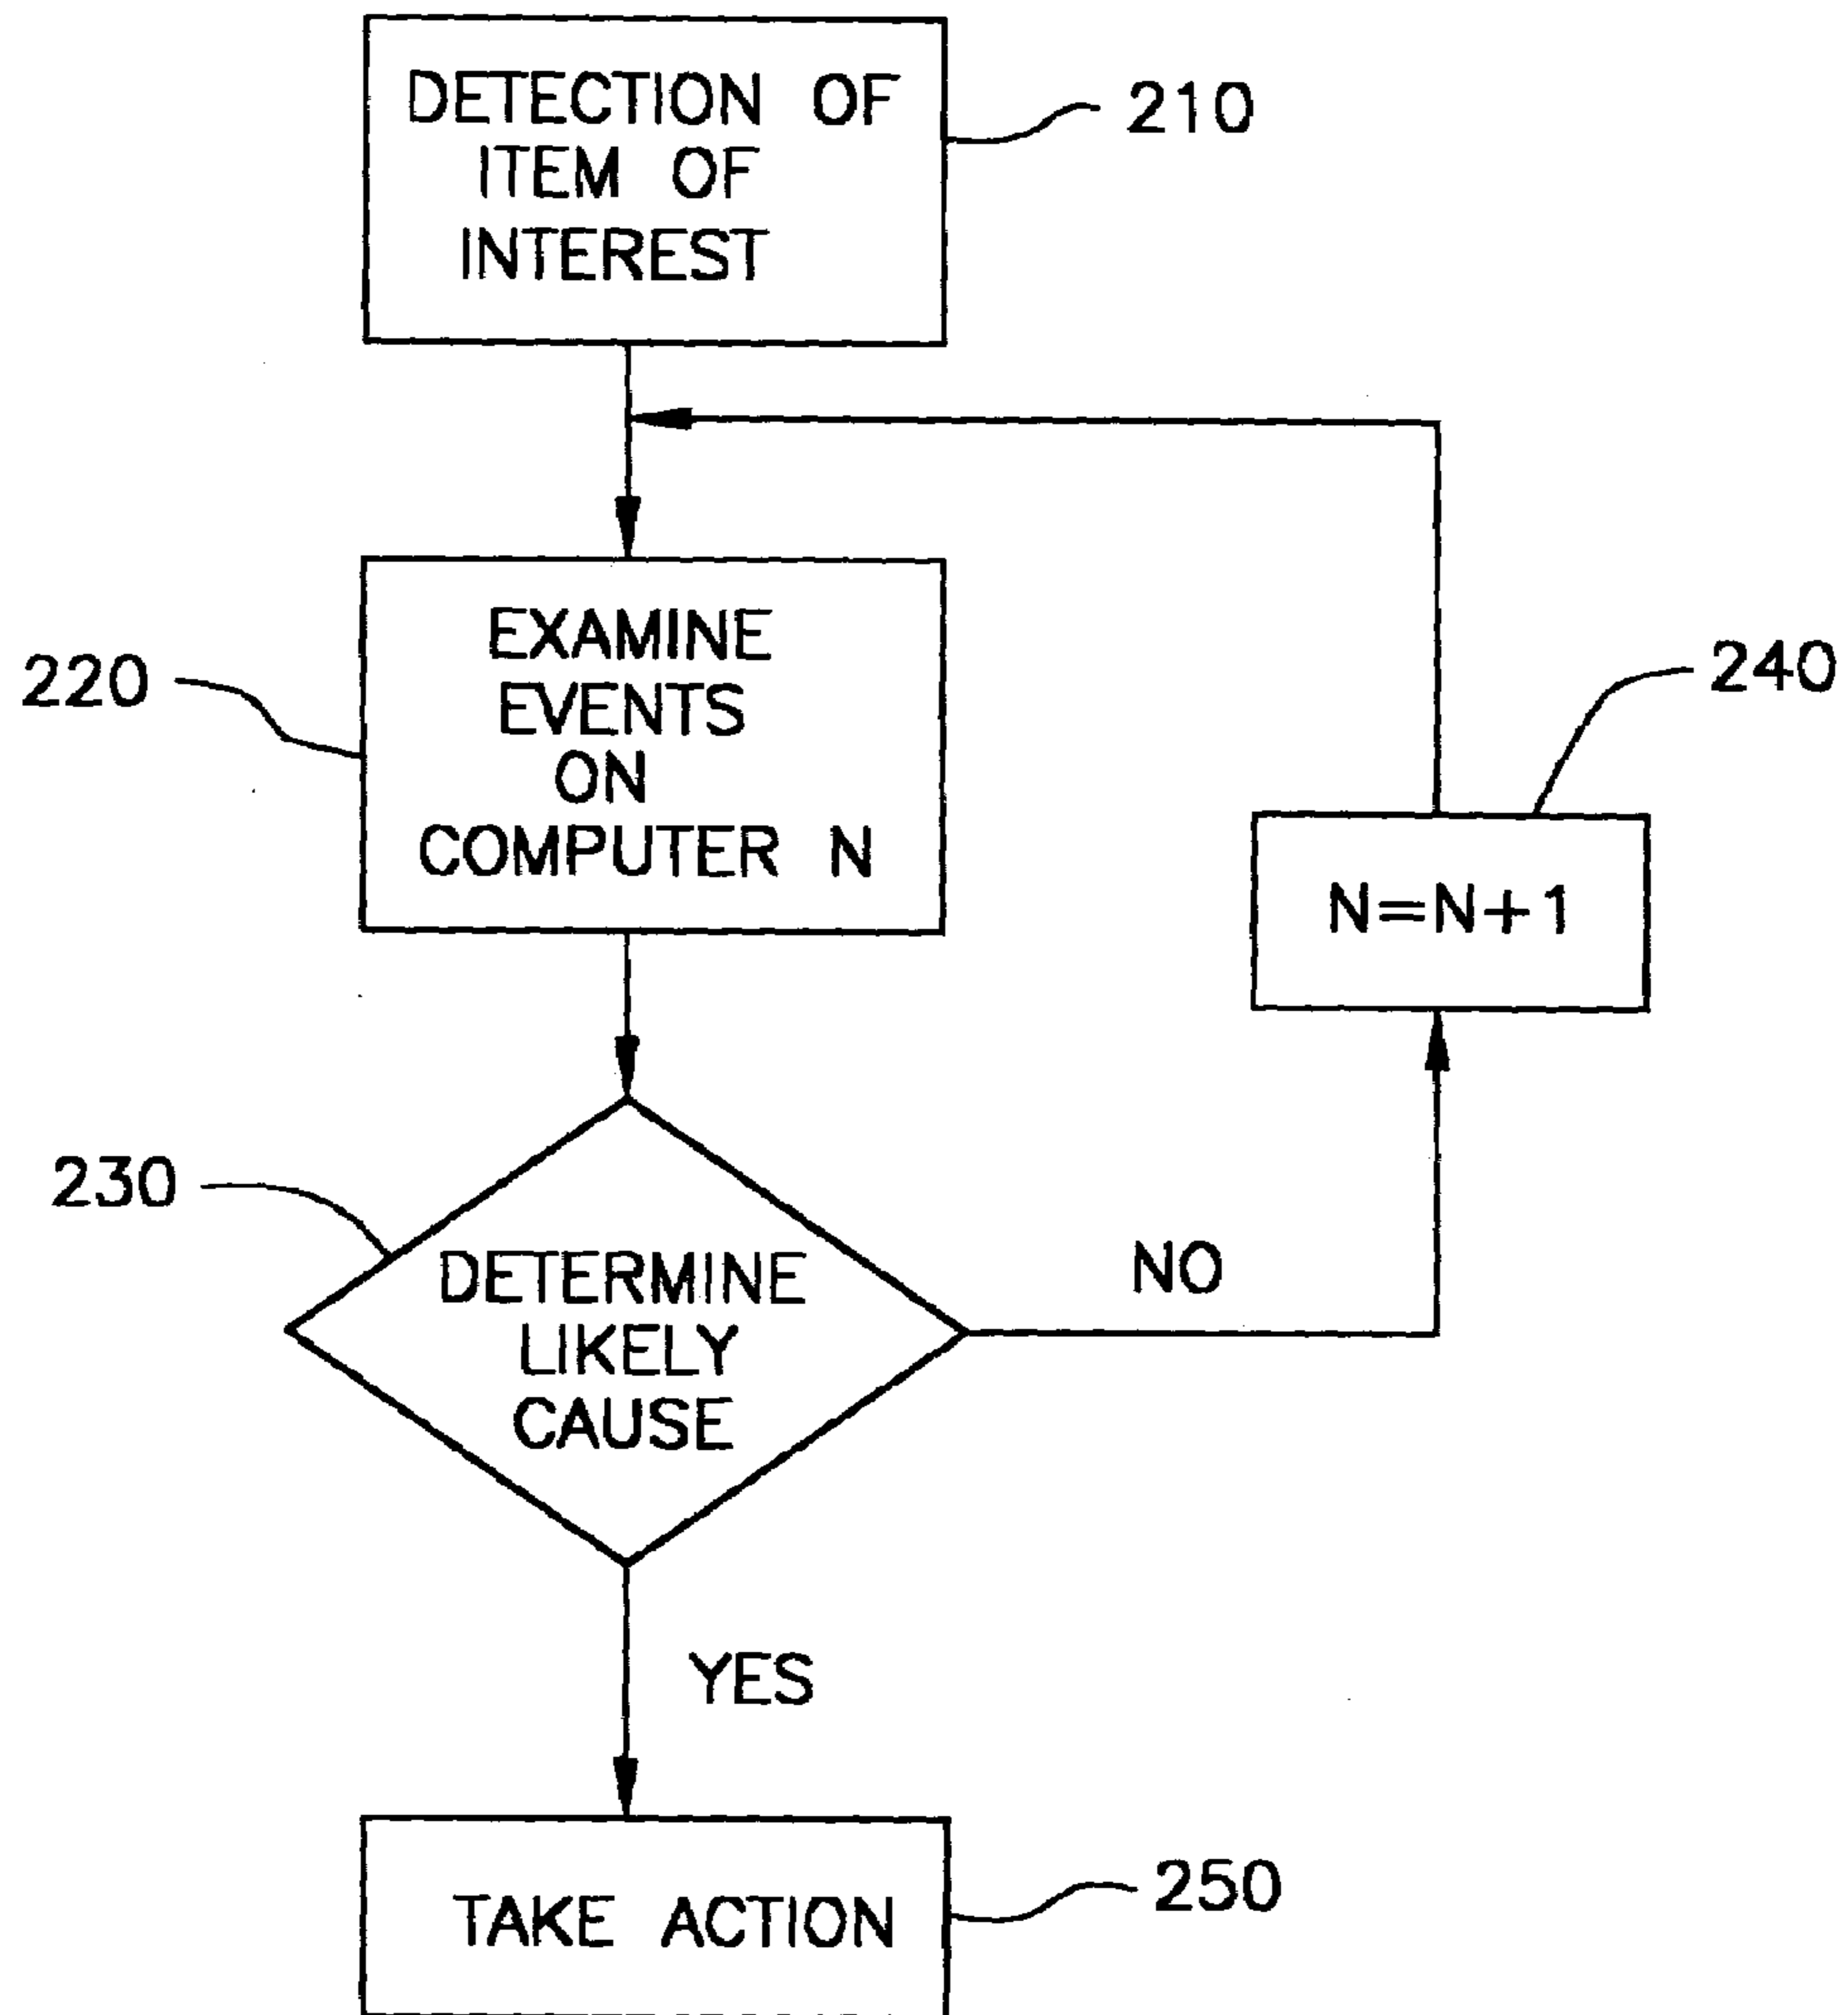 DETECTION OF
ITEM OF
INTEREST
210
EXAMINE
EVENTS
ON
COMPUTER N
220
240
N=N+1
230
DETERMINE
LIKELY
CAUSE
NO
YES
TAKE ACTION
250